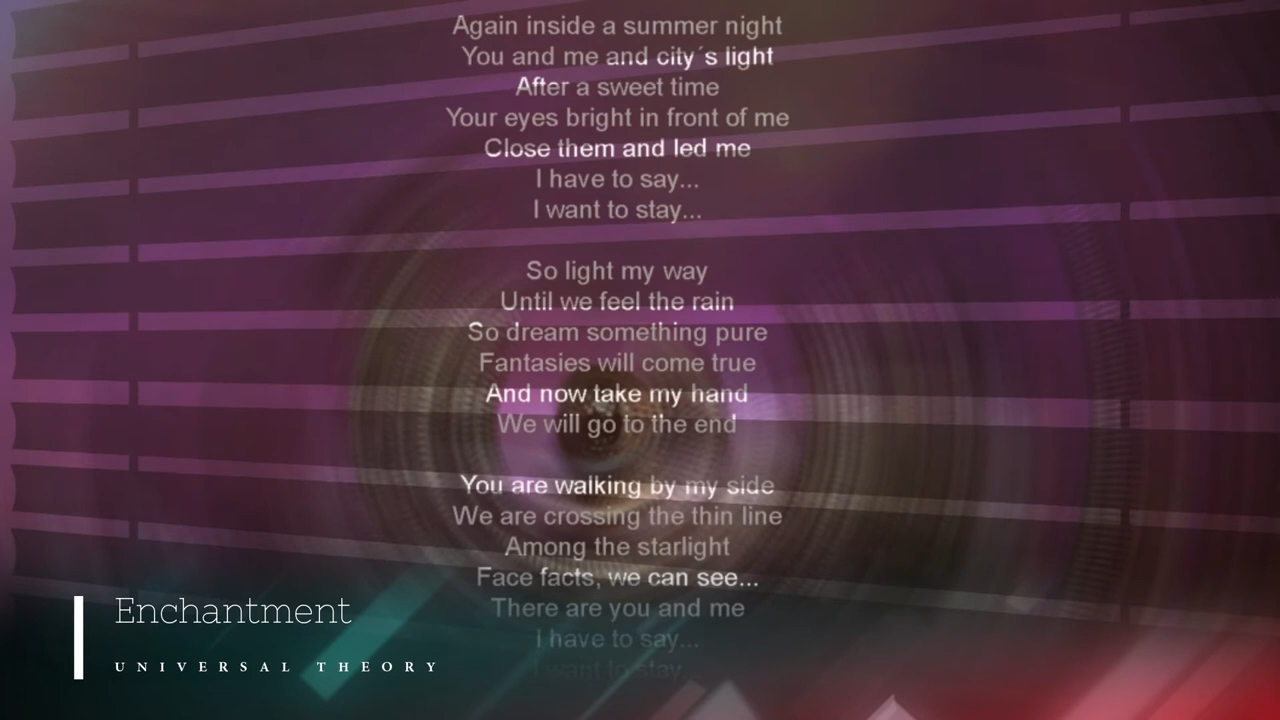 Again inside a summer night
You and me and city´s light
After a sweet time
Your eyes bright in front of me
Close them and led me
I have to say...
I want to stay...
So light my way
Until we feel the rain
So dream something pure
Fantasies will come true
And now take my hand
We will go to the end
You are walking by my side
We are crossing the thin line
Among the starlight
Face facts, we can see...
There are you and me
I have to say...
I want to stay...
Enchantment
UNIVERSAL THEORY